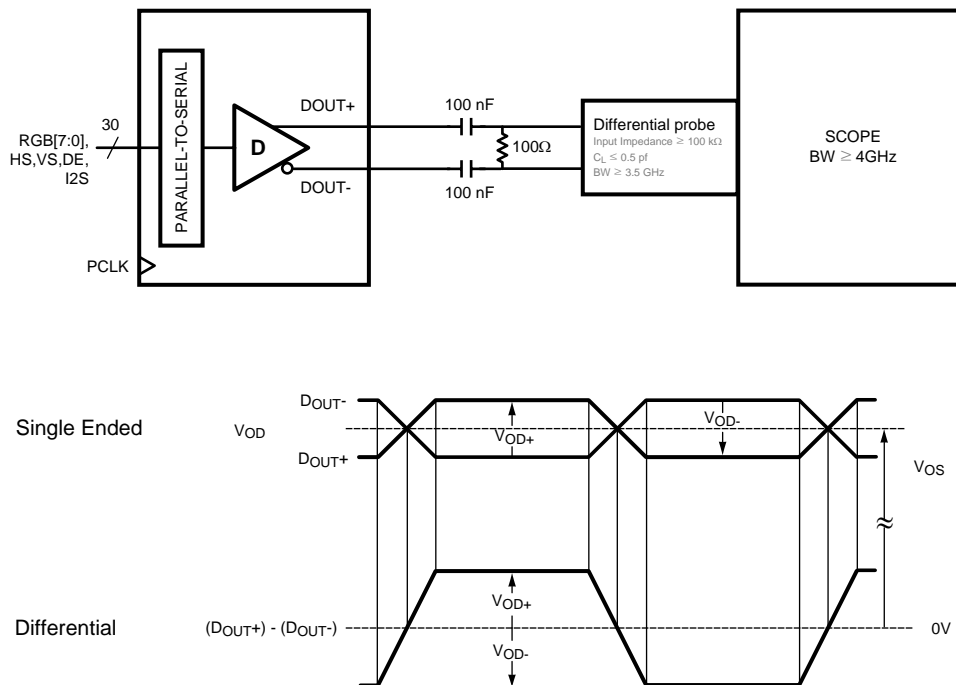 30
RGB[7:0],
HS,VS,DE,
I2S
PCLK
PARALLEL-TO-SERIAL
D
DOUT+
DOUT-
100 nF
100Ω
100 nF
Differential probe
Input Impedance ≥ 100 kΩ
CL ≤ 0.5 pf
BW ≥ 3.5 GHz
SCOPE
BW ≥ 4GHz
Single Ended
VOD
DOUT-
DOUT+
VOD+
VOD-
VOS
≈
Differential
(DOUT+) - (DOUT-)
VOD+
VOD-
0V